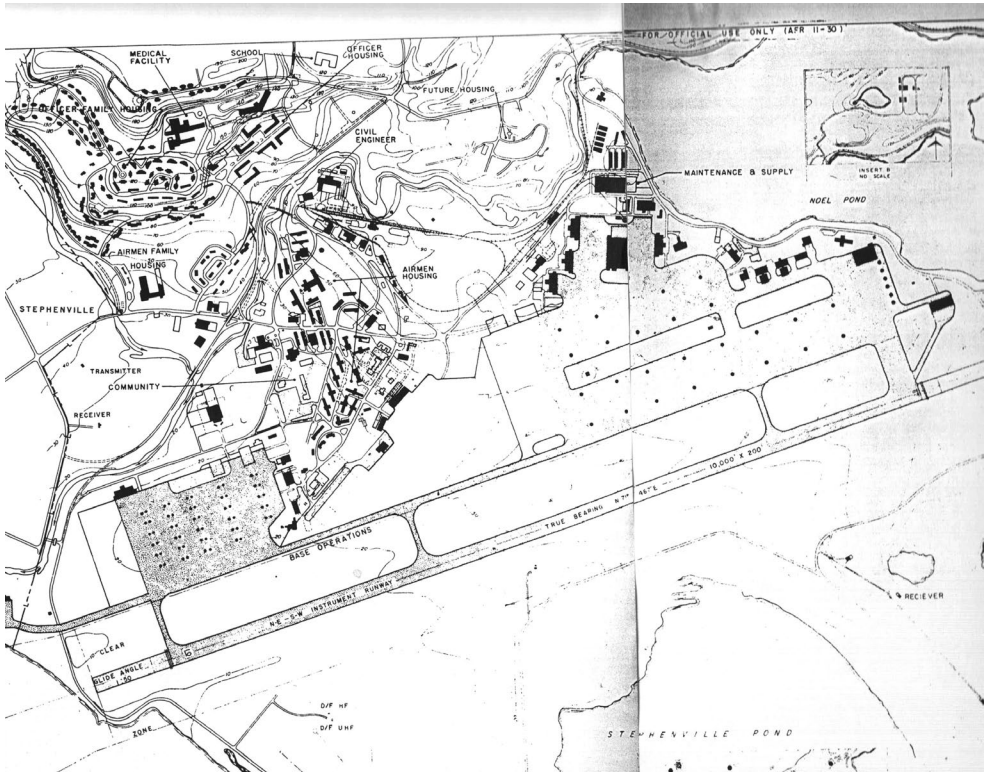 FOR OFFICIAL USE ONLY (AFR 11-30)
MEDICAL
FACILITY
SCHOOL
OFFICER
HOUSING
OFFICER FAMILY HOUSING
FUTURE HOUSING
CIVIL
ENGINEER
MAINTENANCE & SUPPLY
INSERT B
NO SCALE
NOEL POND
AIRMEN FAMILY
HOUSING
AIRMEN
HOUSING
STEPHENVILLE
TRANSMITTER
COMMUNITY
RECEIVER
10,000' X 200'
TRUE BEARING
BASE OPERATIONS
N.E - S.W INSTRUMENT RUNWAY
RECIEVER
CLEAR
GLIDE ANGLE
1:50
ZONE
D/F HF
D/F UHF
STEPHENVILLE POND